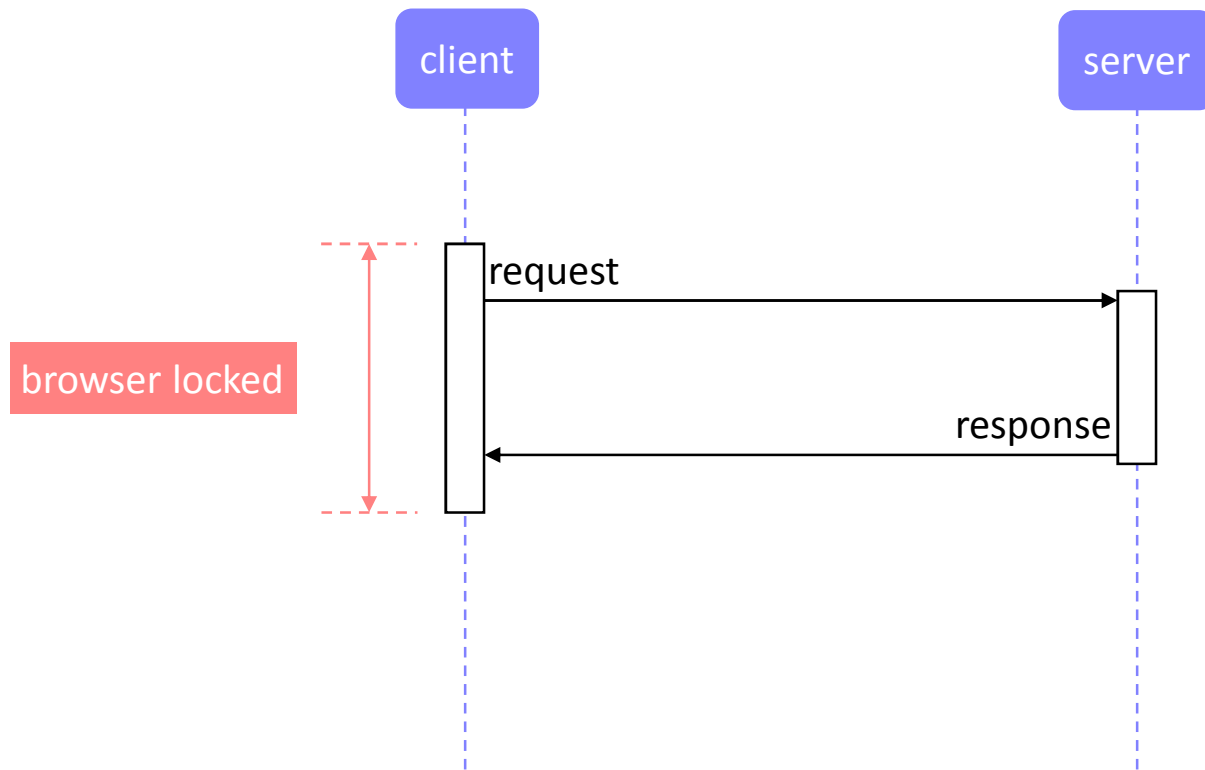 client
server
request
browser locked
response